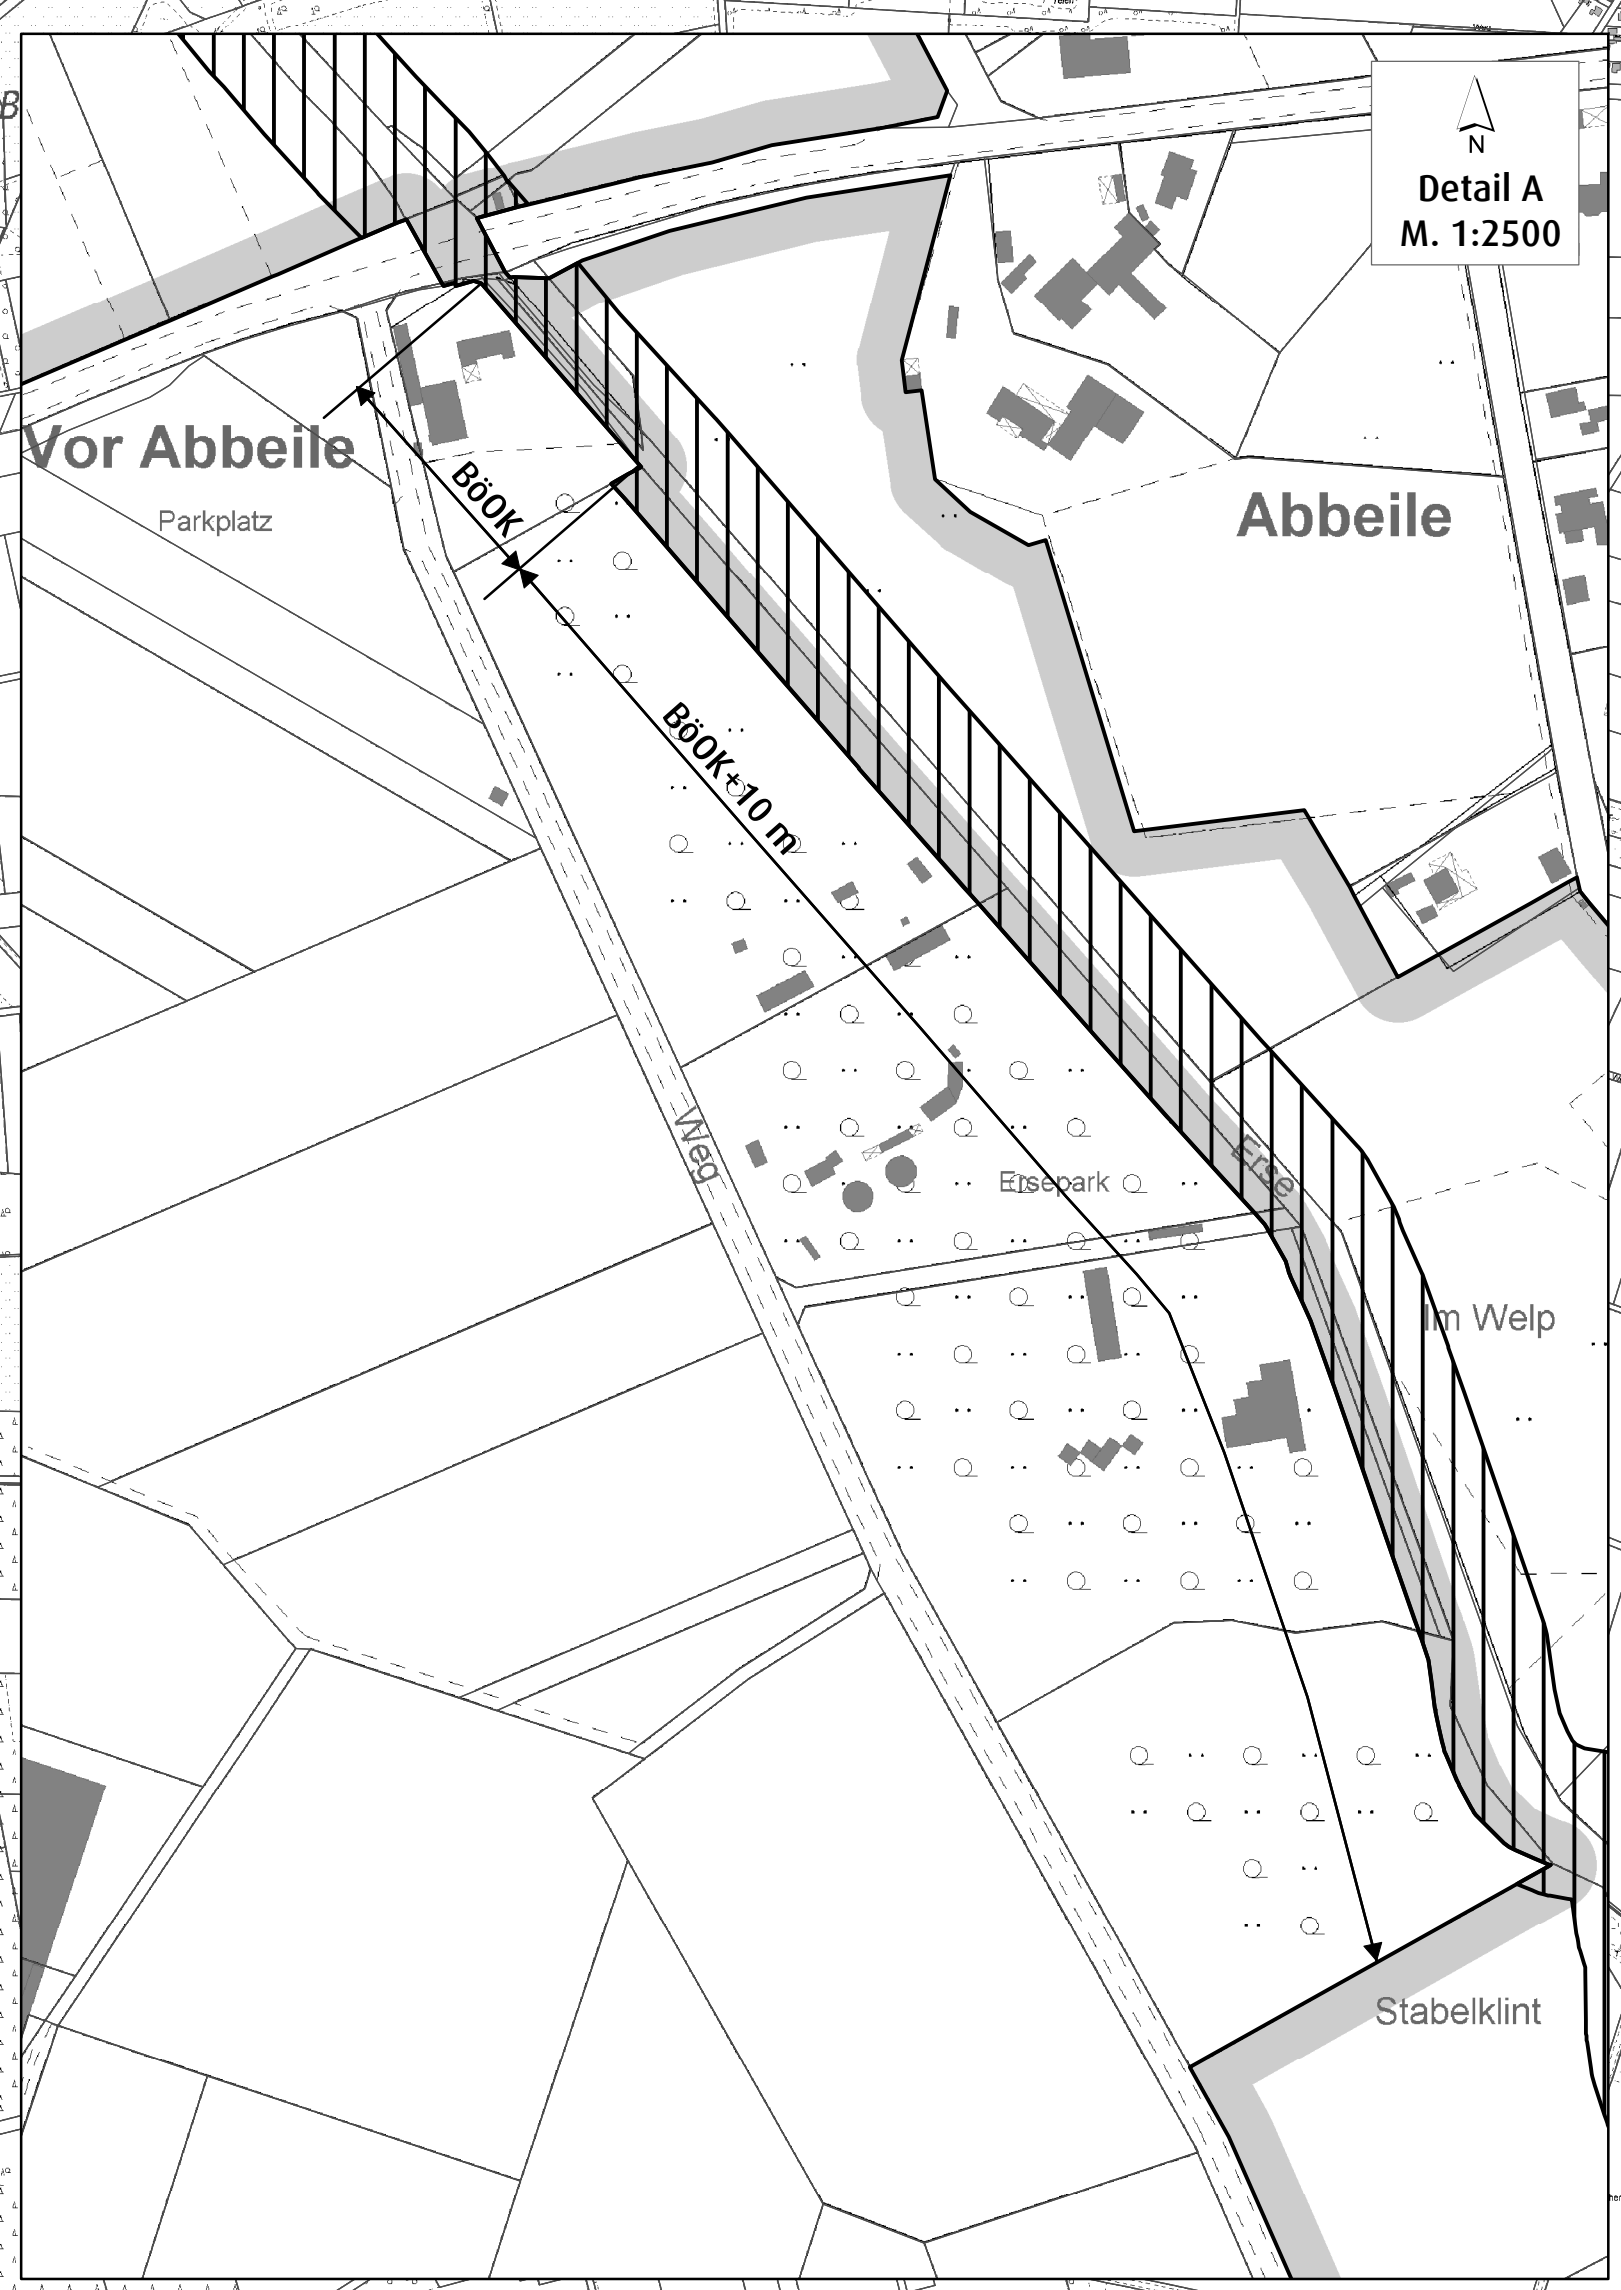 N
Detail A
M. 1:2500
Vor Abbeile
Parkplatz
BöOK
Abbeile
BöOK+10 m
Weg
Ersepark
Erse
Im Welp
Stabelklint